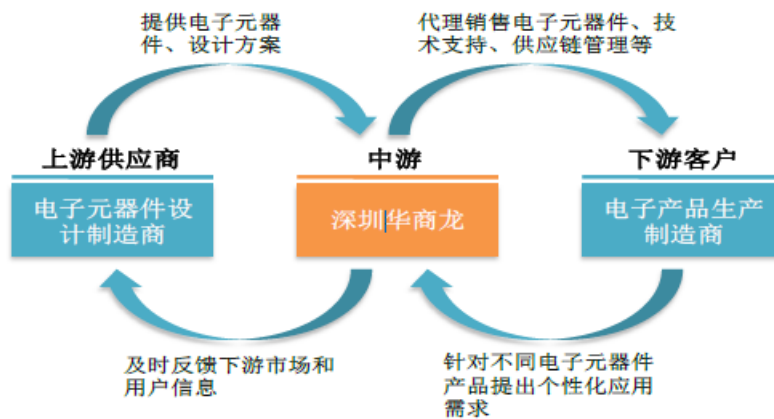 提供电子元器
件、设计方案
代理销售电子元器件、技
术支持、供应链管理等
上游供应商
中游
下游客户
电子元器件设
计制造商
深圳华商龙
电子产品生产
制造商
及时反馈下游市场和
用户信息
针对不同电子元器件
产品提出个性化应用
需求